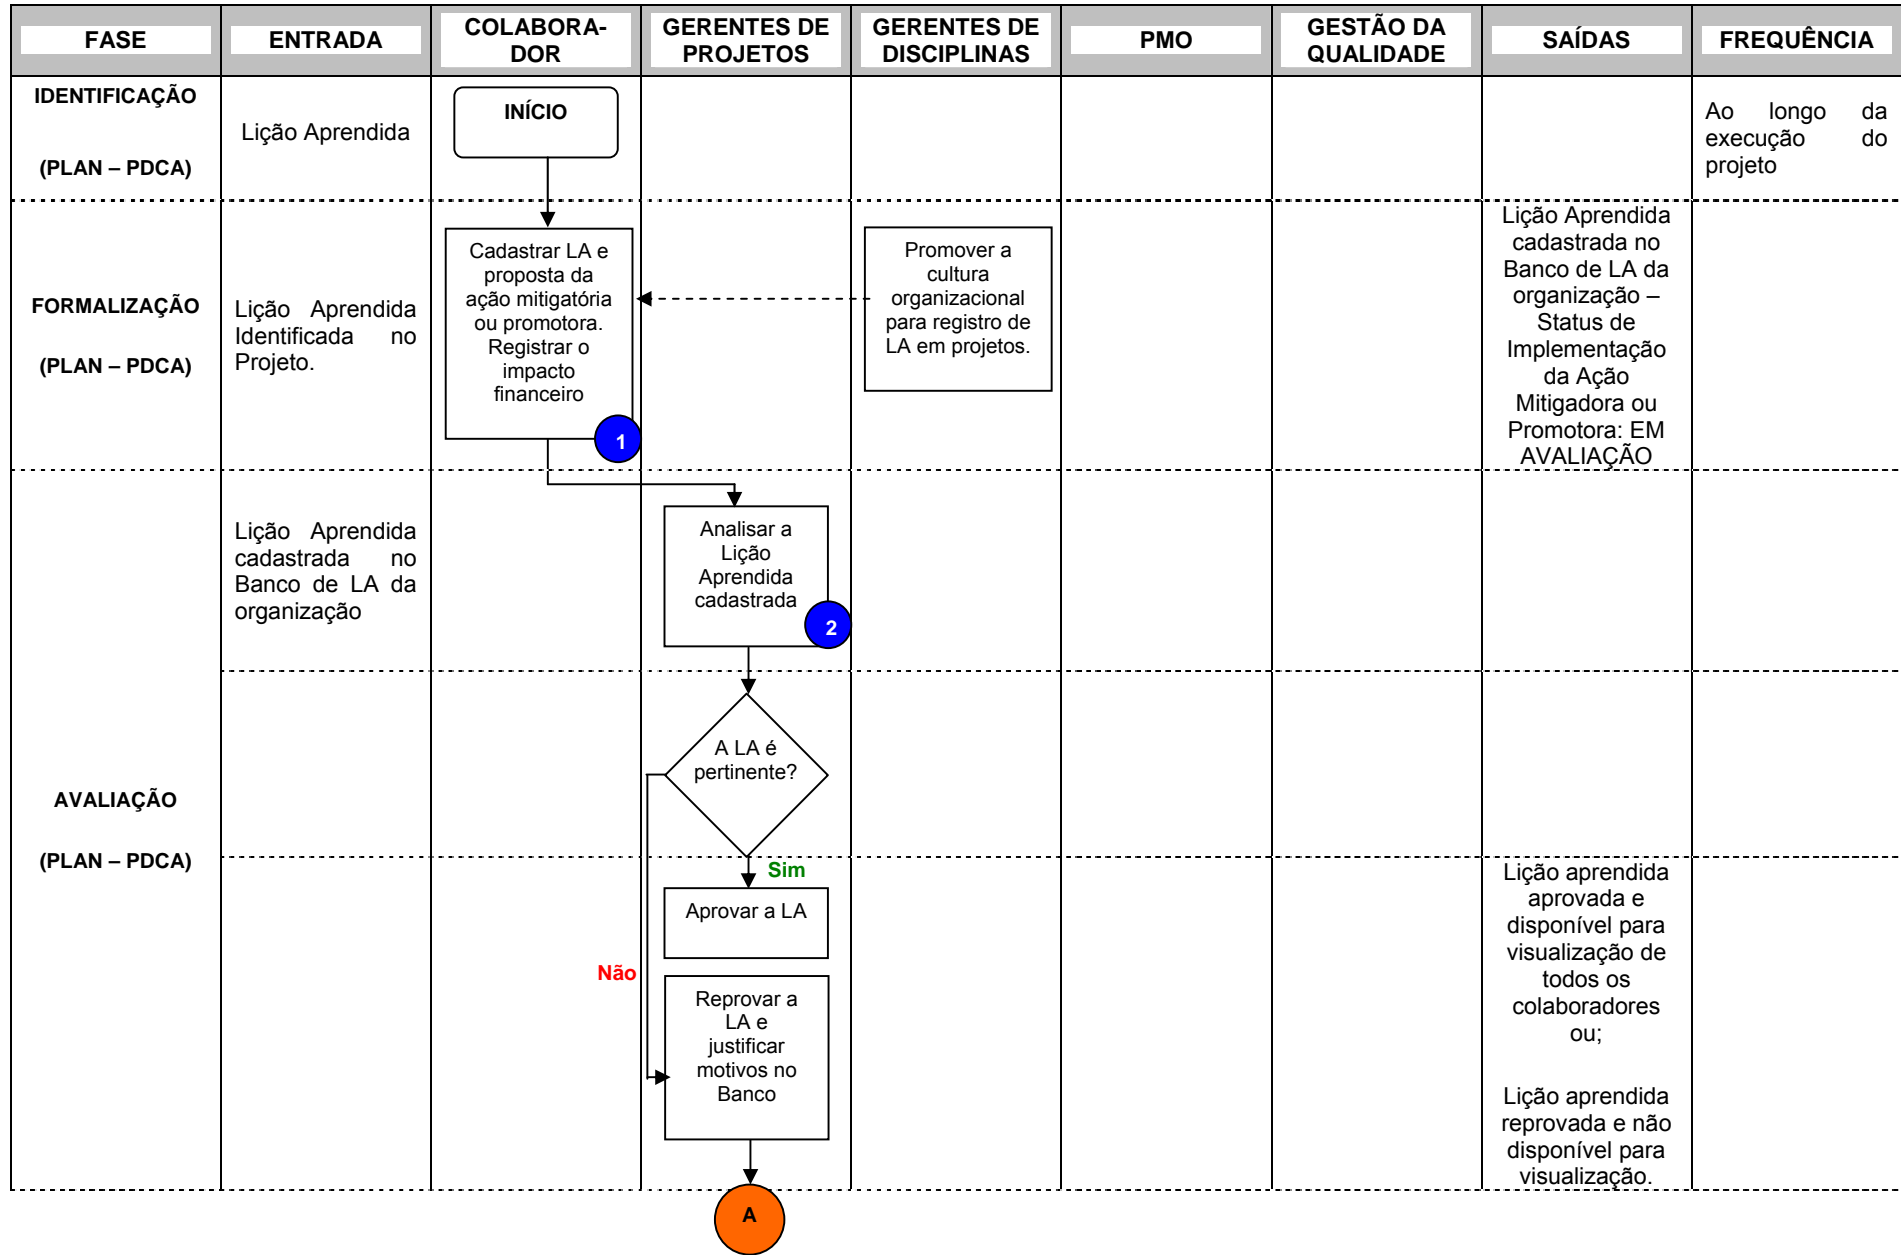 FASE
ENTRADA
COLABORA-
DOR
GERENTES DE
PROJETOS
GERENTES DE
DISCIPLINAS
PMO
GESTÃO DA
QUALIDADE
SAÍDAS
FREQUÊNCIA
IDENTIFICAÇÃO
(PLAN – PDCA)
Lição Aprendida
INÍCIO
Ao longo da
execução do
projeto
FORMALIZAÇÃO
(PLAN – PDCA)
Lição Aprendida
Identificada no
Projeto.
Cadastrar LA e
proposta da
ação mitigatória
ou promotora.
Registrar o
impacto
financeiro
1
Promover a
cultura
organizacional
para registro de
LA em projetos.
Lição Aprendida
cadastrada no
Banco de LA da
organização –
Status de
Implementação
da Ação
Mitigadora ou
Promotora: EM
AVALIAÇÃO
AVALIAÇÃO
(PLAN – PDCA)
Lição Aprendida
cadastrada no
Banco de LA da
organização
Analisar a
Lição
Aprendida
cadastrada
2
A LA é
pertinente?
Sim
Aprovar a LA
Não
Reprovar a
LA e
justificar
motivos no
Banco
Lição aprendida
aprovada e
disponível para
visualização de
todos os
colaboradores
ou;
Lição aprendida
reprovada e não
disponível para
visualização.
A